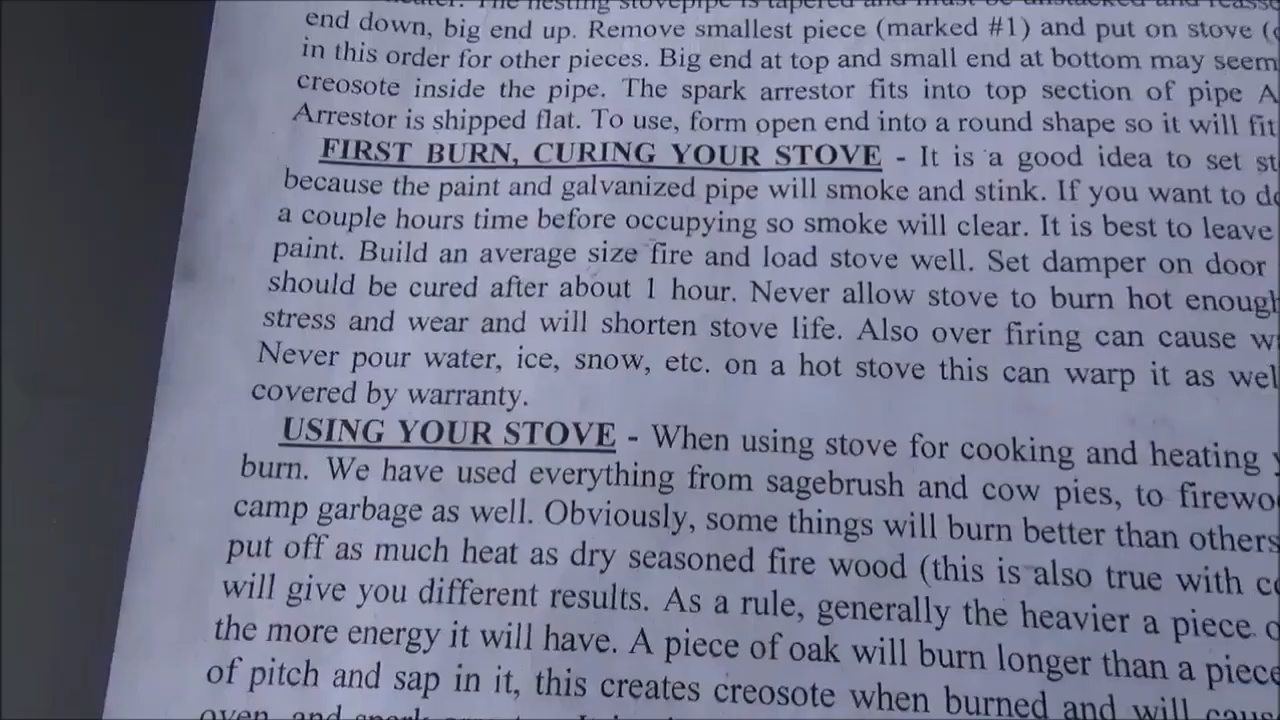 The nesting stovepipe is tapered and must be unstacked and
end down, big end up. Remove smallest piece (marked #1) and put on stove
in this order for other pieces. Big end at top and small end at bottom may seem
creosote inside the pipe. The spark arrestor fits into top section of pipe
Arrestor is shipped flat. To use, form open end into a round shape so it will fit
FIRST BURN, CURING YOUR STOVE - It is a good idea to set
because the paint and galvanized pipe will smoke and stink. If you want to
a couple hours time before occupying so smoke will clear. It is best to leave
paint. Build an average size fire and load stove well. Set damper on door
should be cured after about 1 hour. Never allow stove to burn hot
stress and wear and will shorten stove life. Also over firing can cause
Never pour water, ice, snow, etc. on a hot stove this can warp it as
covered by warranty.
USING YOUR STOVE - When using stove for cooking and heating
burn. We have used everything from sagebrush and cow pies, to
camp garbage as well. Obviously, some things will burn better than others
put off as much heat as dry seasoned fire wood (this is also true with
will give you different results. As a rule, generally the heavier a piece
the more energy it will have. A piece of oak will burn longer than a piece
of pitch and sap in it, this creates creosote when burned and will
oven, and